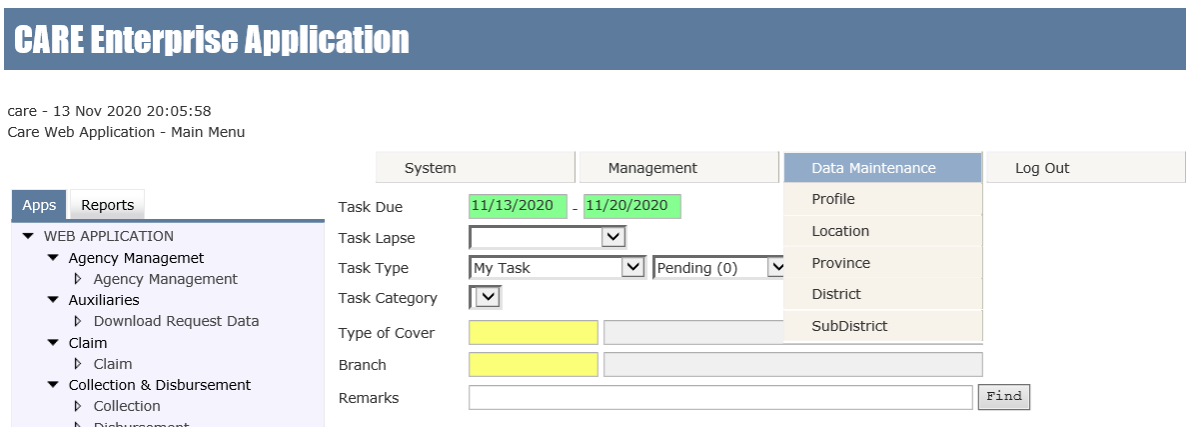 CARE Enterprise Application
care - 13 Nov 2020 20:05:58
Care Web Application - Main Menu
System Management Data Maintenance Log Out
Profile
Location
Province
District
SubDistrict
Apps Reports
WEB APPLICATION
Agency Managemet
Agency Management
Auxiliaries
Download Request Data
Claim
Claim
Collection & Disbursement
Collection
Disbursement
Task Due 11/13/2020 - 11/20/2020
Task Lapse
Task Type My Task Pending (0)
Task Category
Type of Cover
Branch
Remarks Find